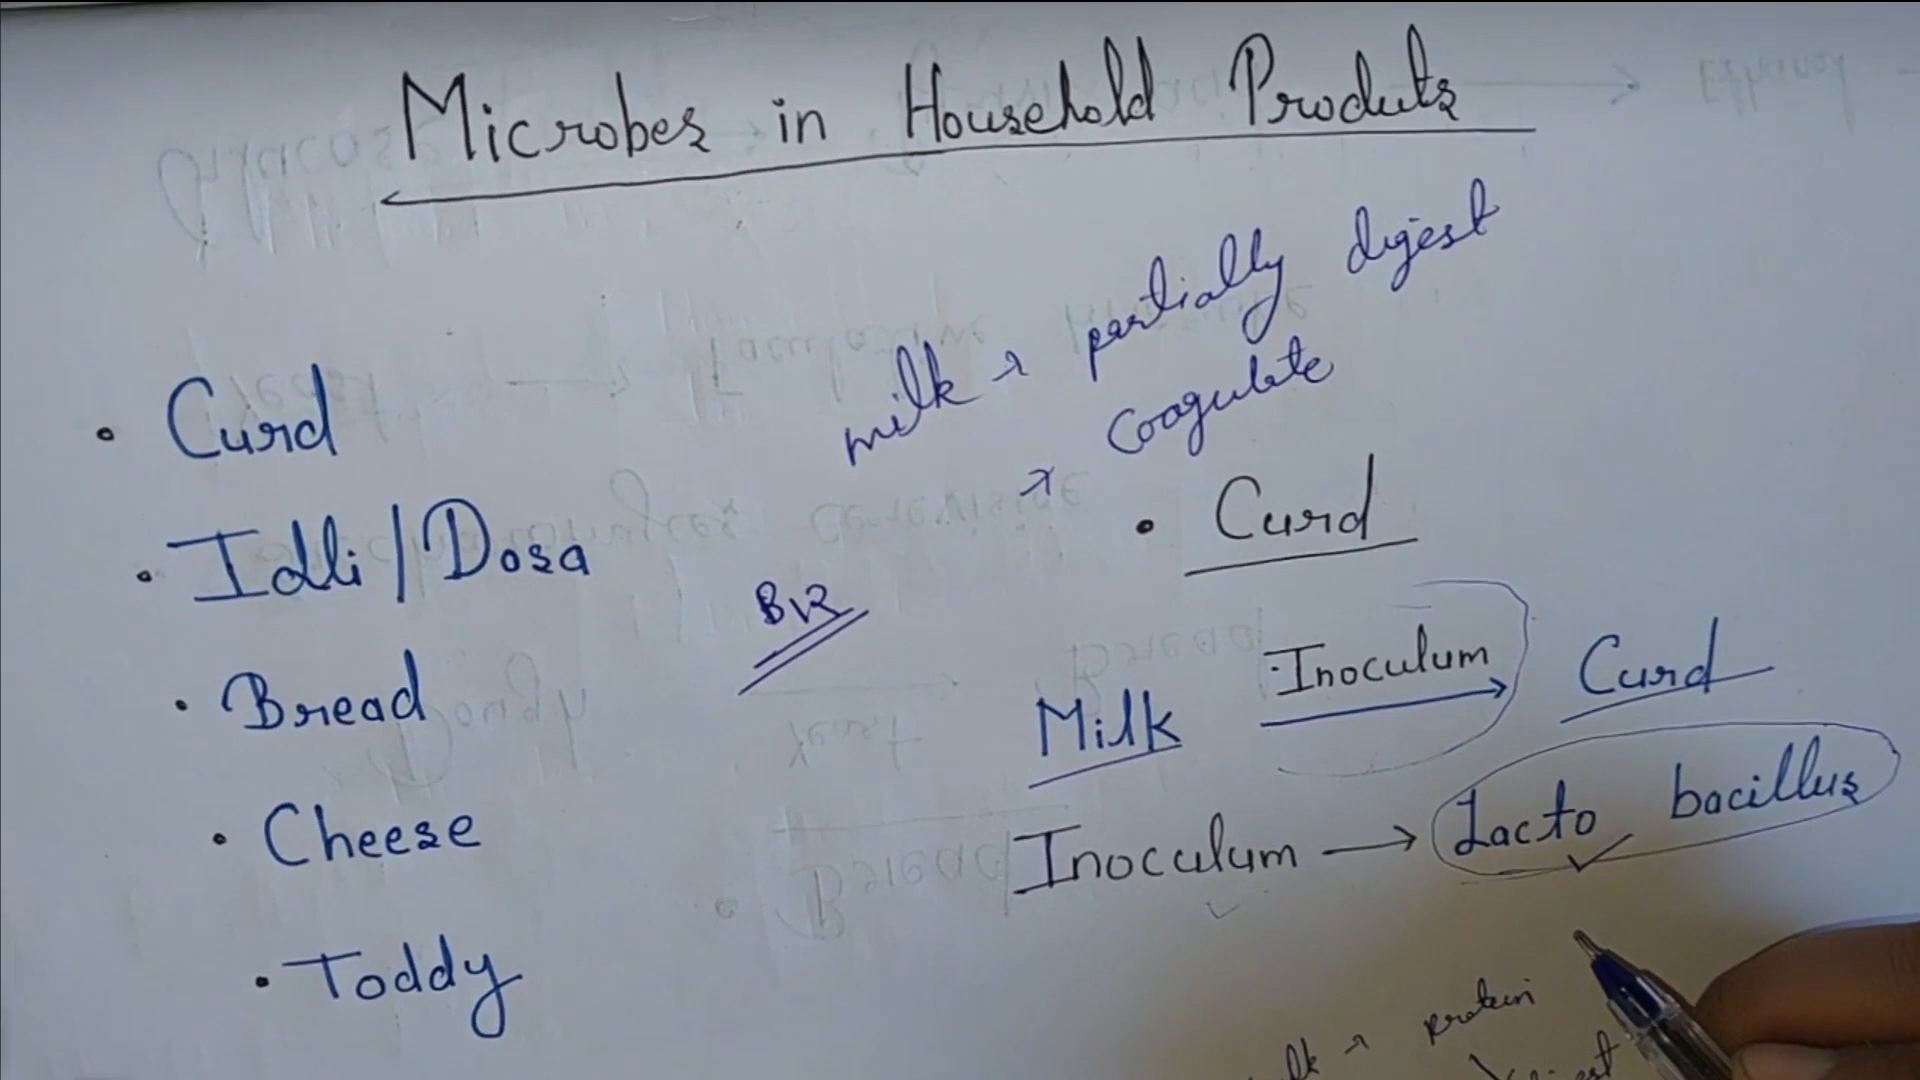 Microbes in Household Produts
milk → partially digest
→ coagulate
• Curd
• Idli/Dosa
• Bread
• Cheese
• Toddy
B12
• Curd
Milk Inoculum → Curd
Inoculum → Lacto bacillus
protein